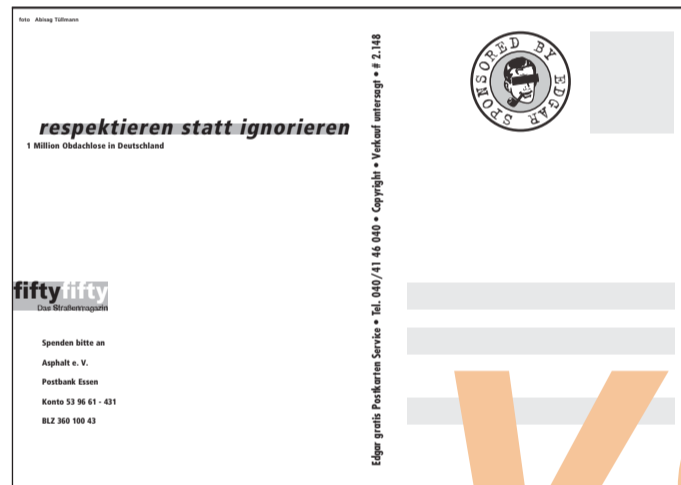 foto Abisag Tüllmann
respektieren statt ignorieren
1 Million Obdachlose in Deutschland
fiftyfifty
Das Straßenmagazin
Spenden bitte an
Asphalt e. V.
Postbank Essen
Konto 53 96 61 - 431
BLZ 360 100 43
Edgar gratis Postkarten Service • Tel. 040/41 46 040 • Copyright • Verkauf untersagt • # 2.148
SPONSORED BY EDGAR